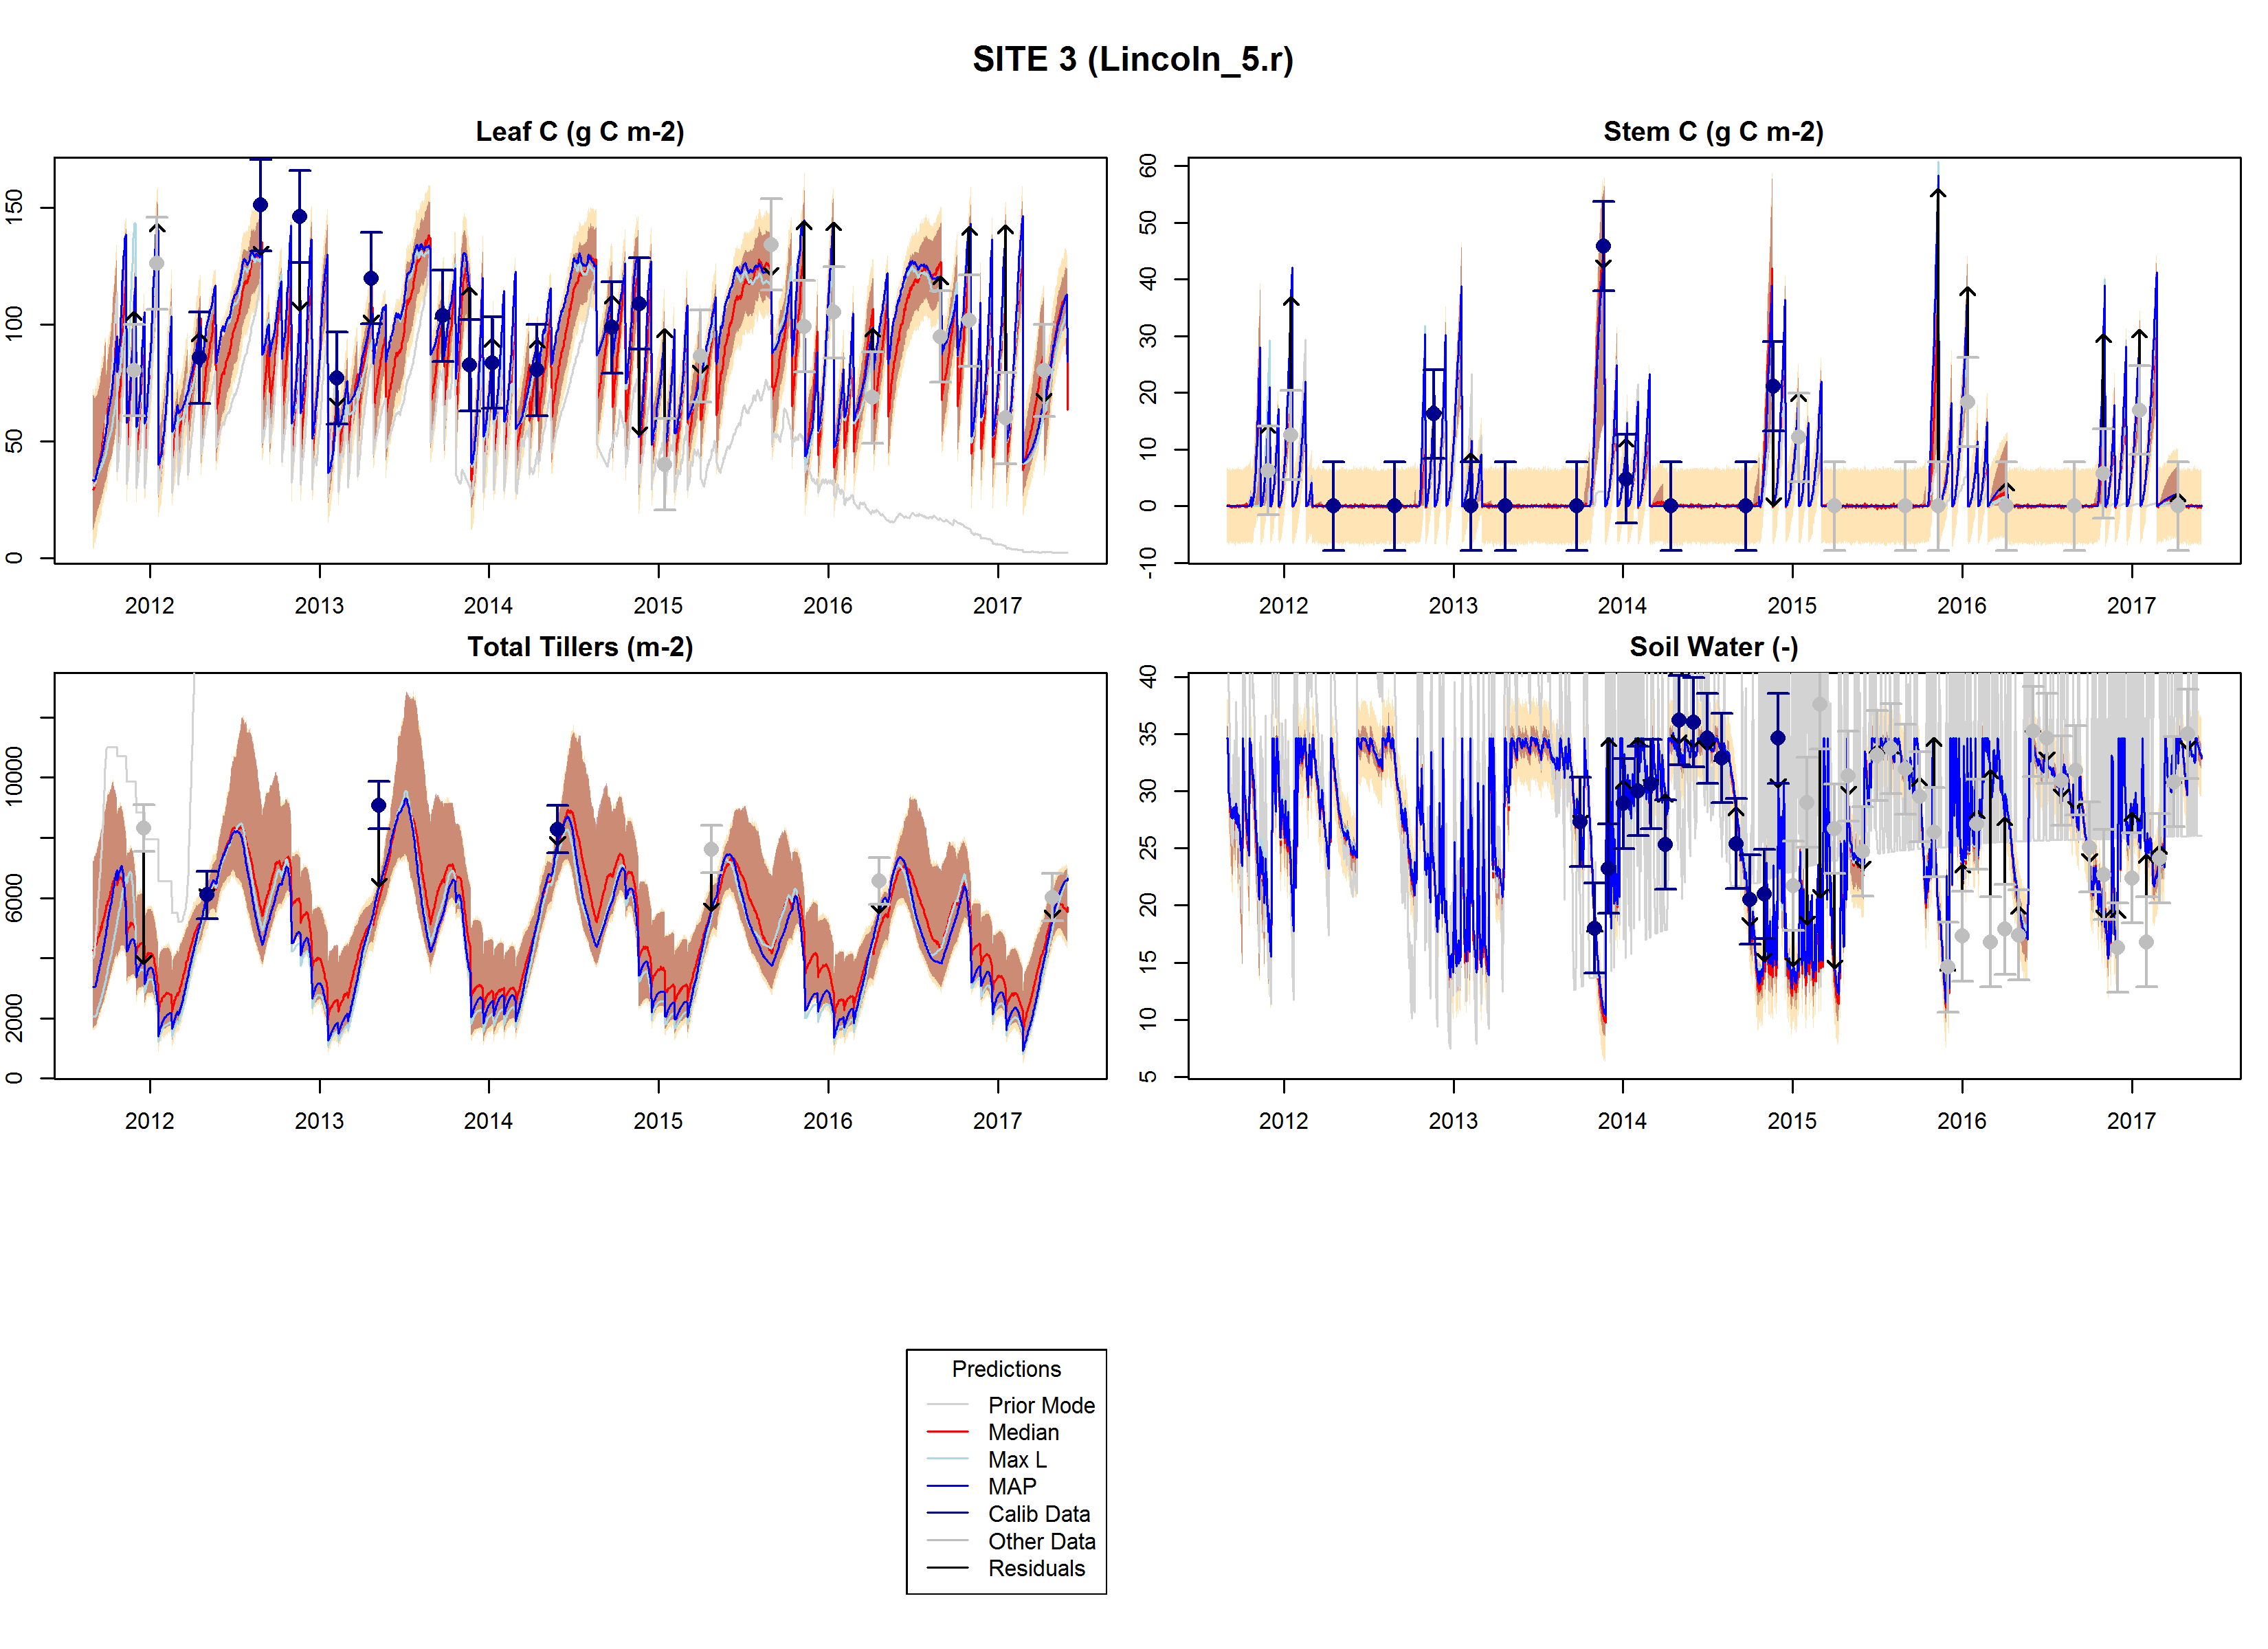 SITE 3 (Lincoln_5.r)
Leaf C (g C m-2)
0 50 100 150
2012 2013 2014 2015 2016 2017
Stem C (g C m-2)
-10 0 10 20 30 40 50 60
2012 2013 2014 2015 2016 2017
Total Tillers (m-2)
0 2000 6000 10000
2012 2013 2014 2015 2016 2017
Soil Water (-)
5 10 15 20 25 30 35 40
2012 2013 2014 2015 2016 2017
Predictions
Prior Mode
Median
Max L
MAP
Calib Data
Other Data
Residuals